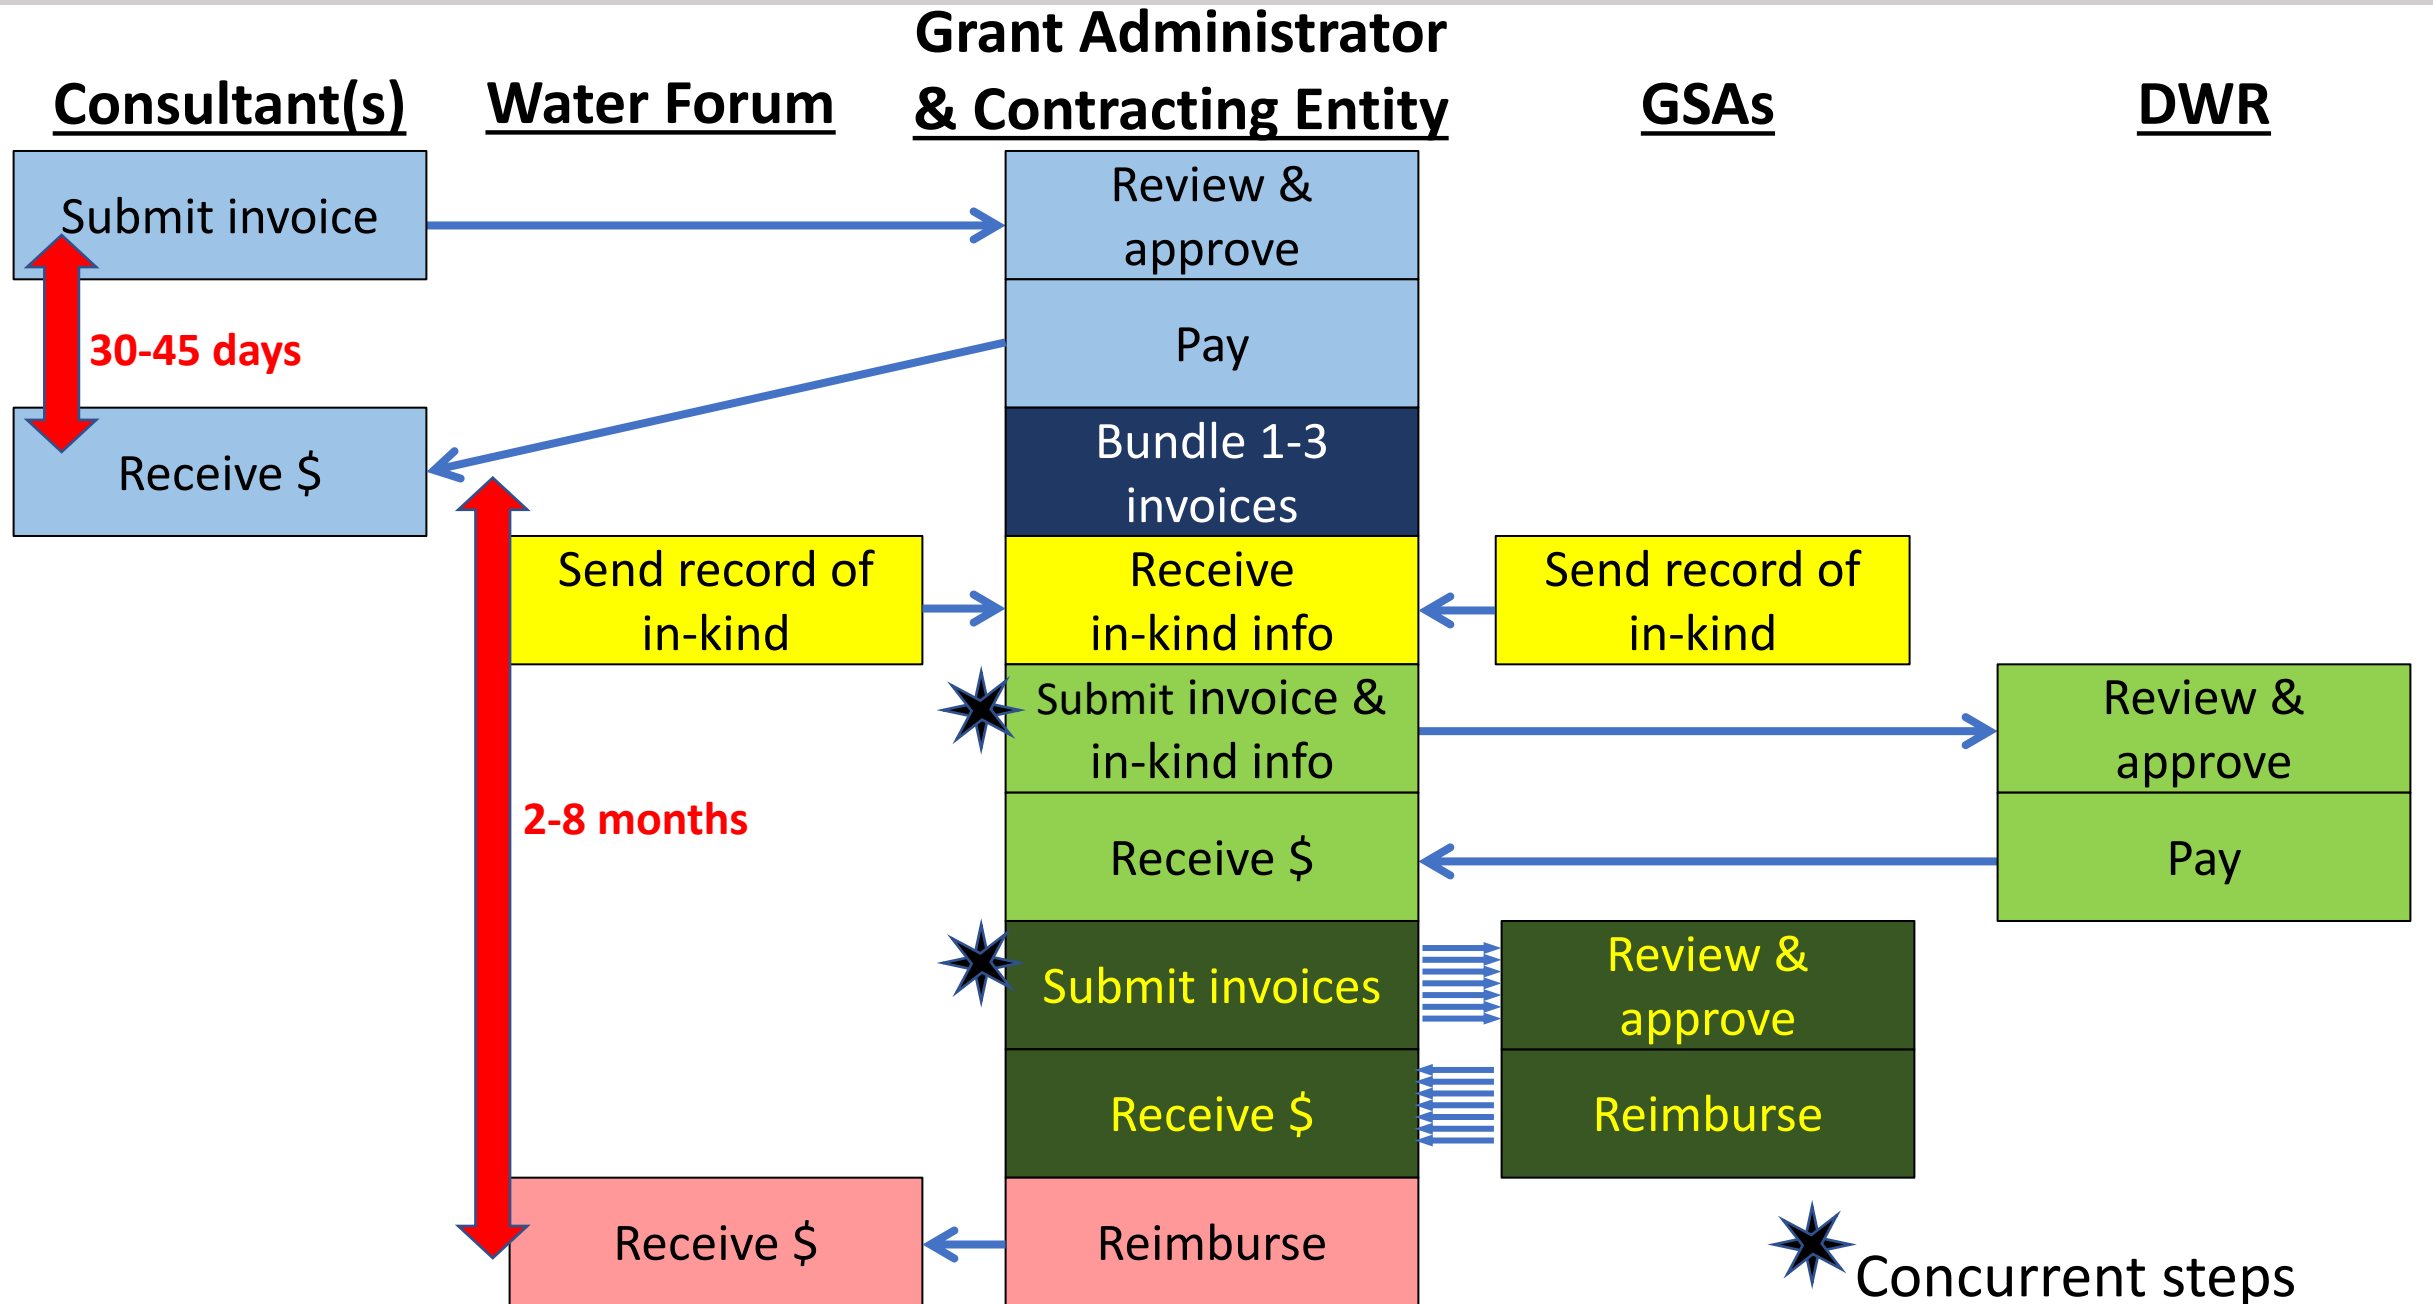 Grant Administrator
& Contracting Entity
Consultant(s)
Water Forum
GSAs
DWR
Submit invoice
Review &
approve
30-45 days
Pay
Receive $
Bundle 1-3
invoices
Send record of
in-kind
Receive
in-kind info
Send record of
in-kind
Submit invoice &
in-kind info
Review &
approve
2-8 months
Receive $
Pay
Submit invoices
Review &
approve
Receive $
Reimburse
Receive $
Reimburse
Concurrent steps